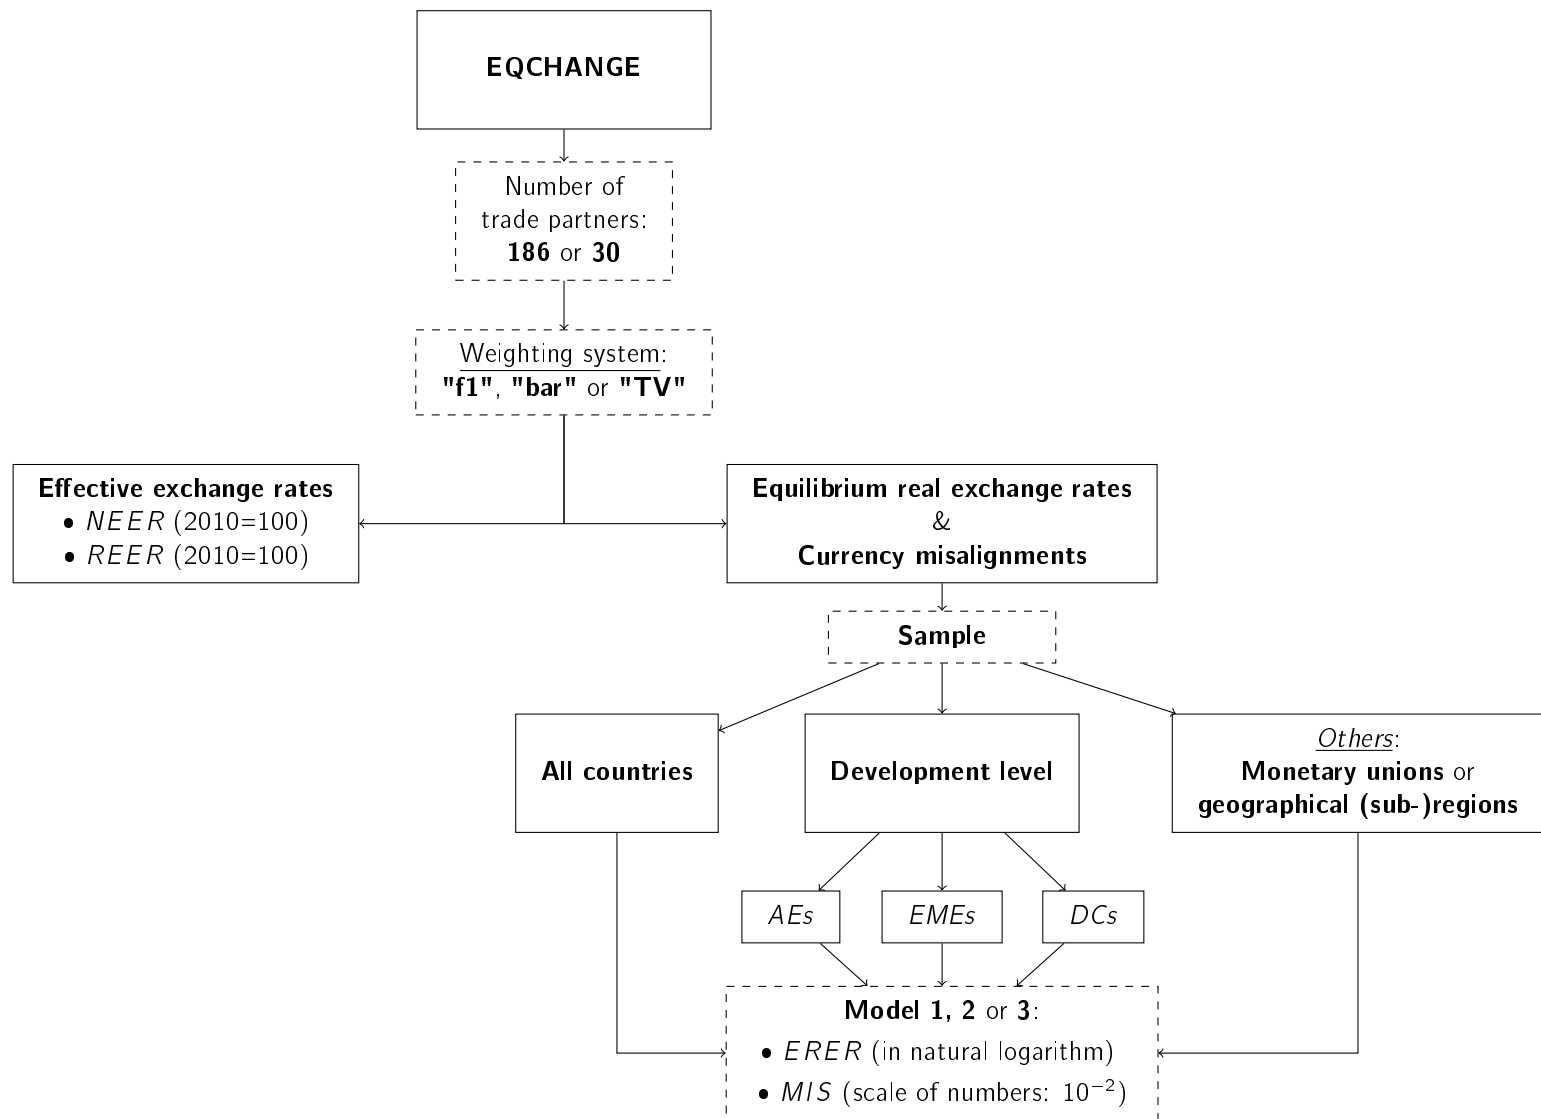 EQCHANGE
Number of
trade partners:
186 or 30
Weighting system:
"f1", "bar" or "TV"
Effective exchange rates
• NEER (2010=100)
• REER (2010=100)
Equilibrium real exchange rates
&
Currency misalignments
Sample
All countries
Development level
Others:
Monetary unions or
geographical (sub-)regions
AEs
EMEs
DCs
Model 1, 2 or 3:
• ERER (in natural logarithm)
• MIS (scale of numbers: 10⁻²)